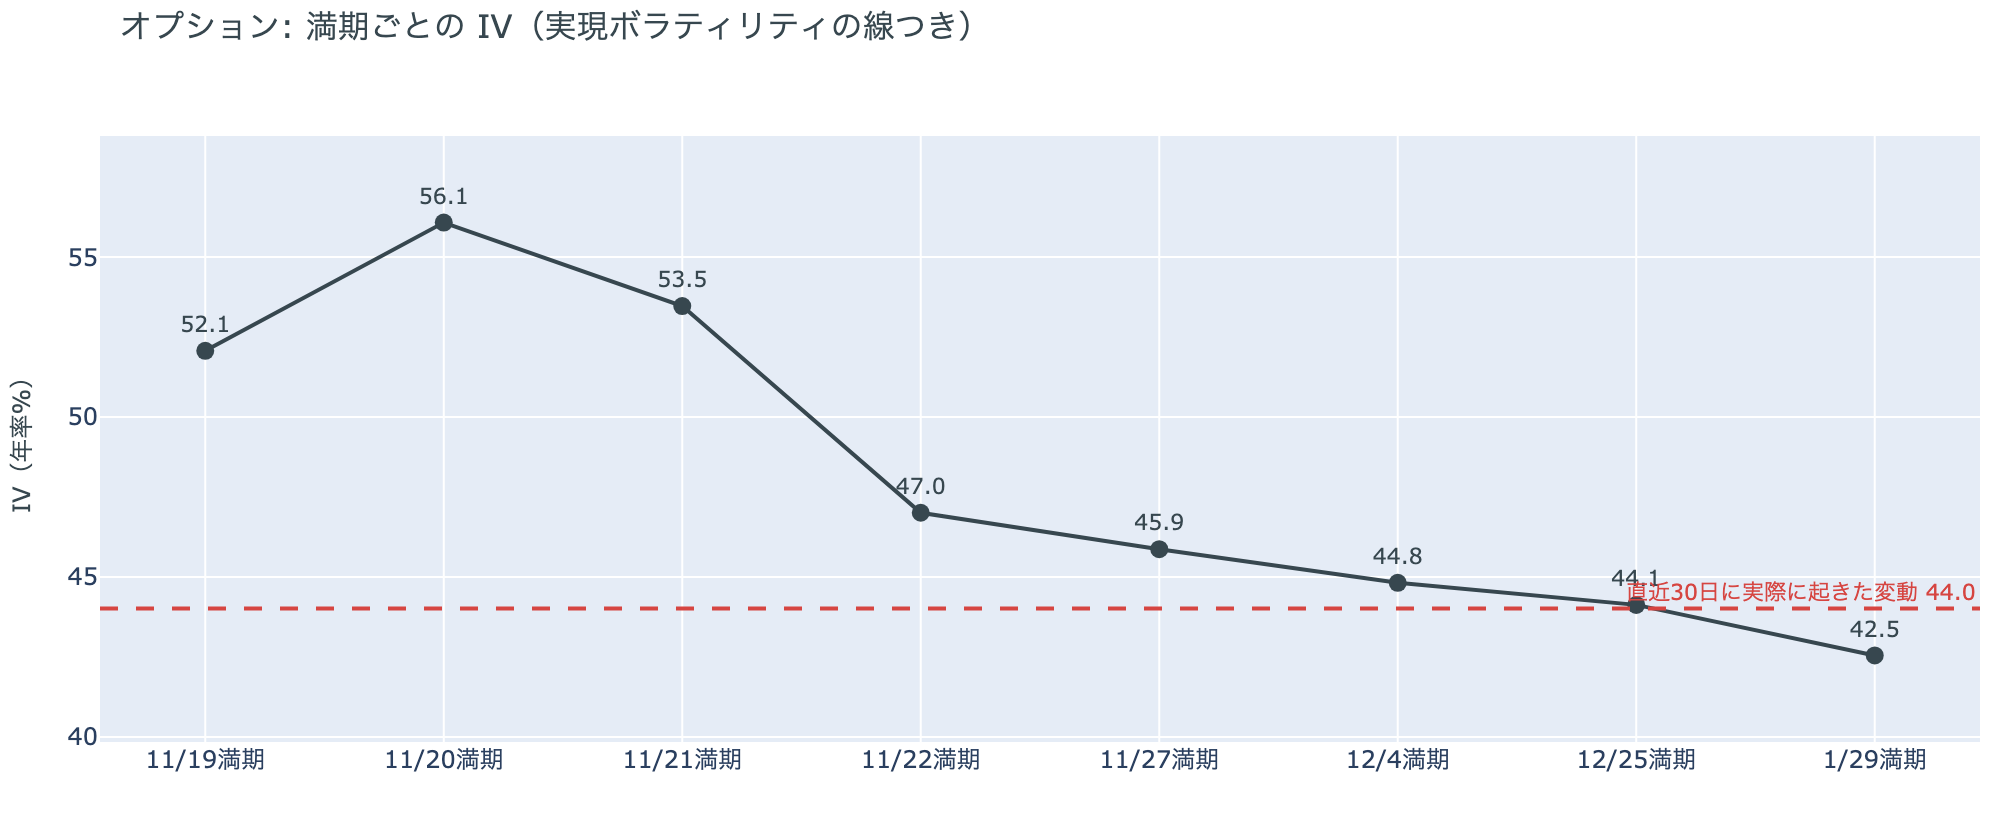 オプション: 満期ごとの IV（実現ボラティリティの線つき）
IV（年率%）
55
50
45
40
52.1
56.1
53.5
47.0
45.9
44.8
44.1
42.5
直近30日に実際に起きた変動 44.0
11/19満期
11/20満期
11/21満期
11/22満期
11/27満期
12/4満期
12/25満期
1/29満期